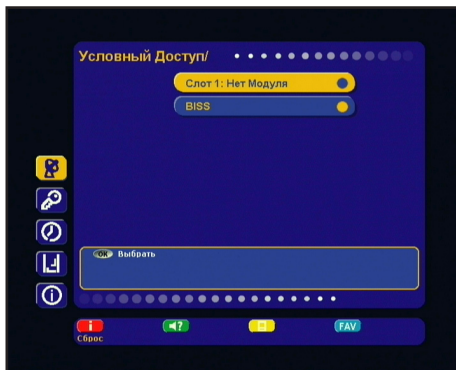 Условный Доступ/
Слот 1: Нет Модуля
BISS
OK Выбрать
i ? FAV
Сброс